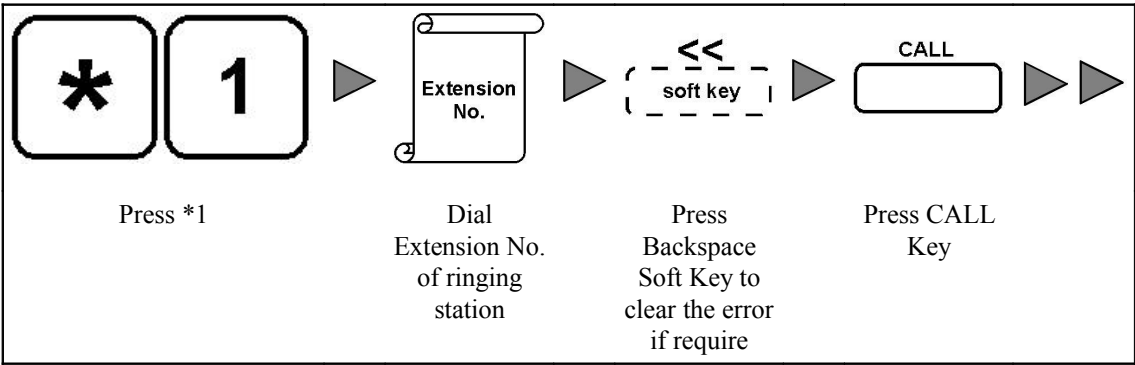 * 1
Extension
No.
<<
soft key
CALL
Press *1
Dial
Extension No.
of ringing
station
Press
Backspace
Soft Key to
clear the error
if require
Press CALL
Key